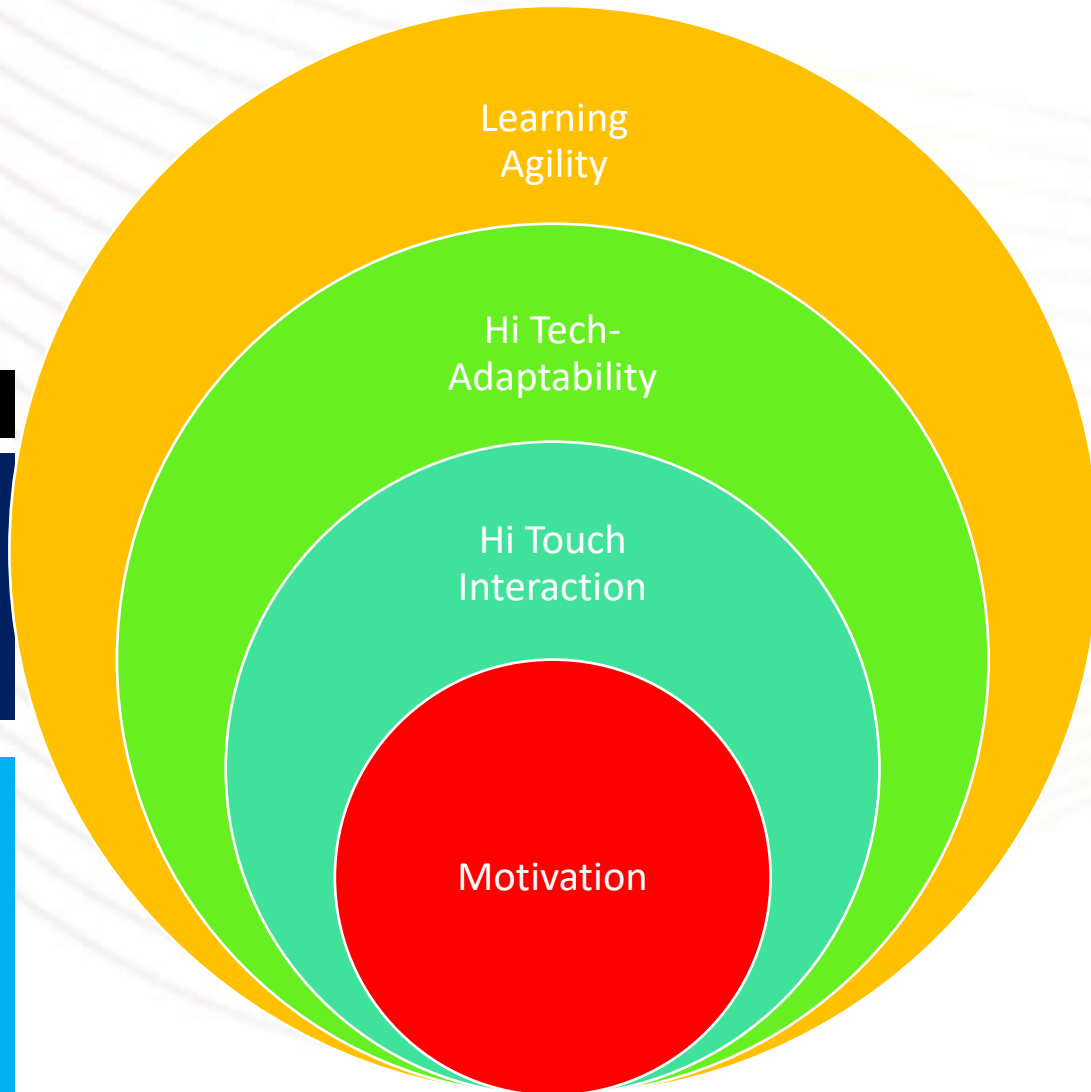 Learning
Agility
Hi Tech-
Adaptability
Hi Touch
Interaction
Motivation